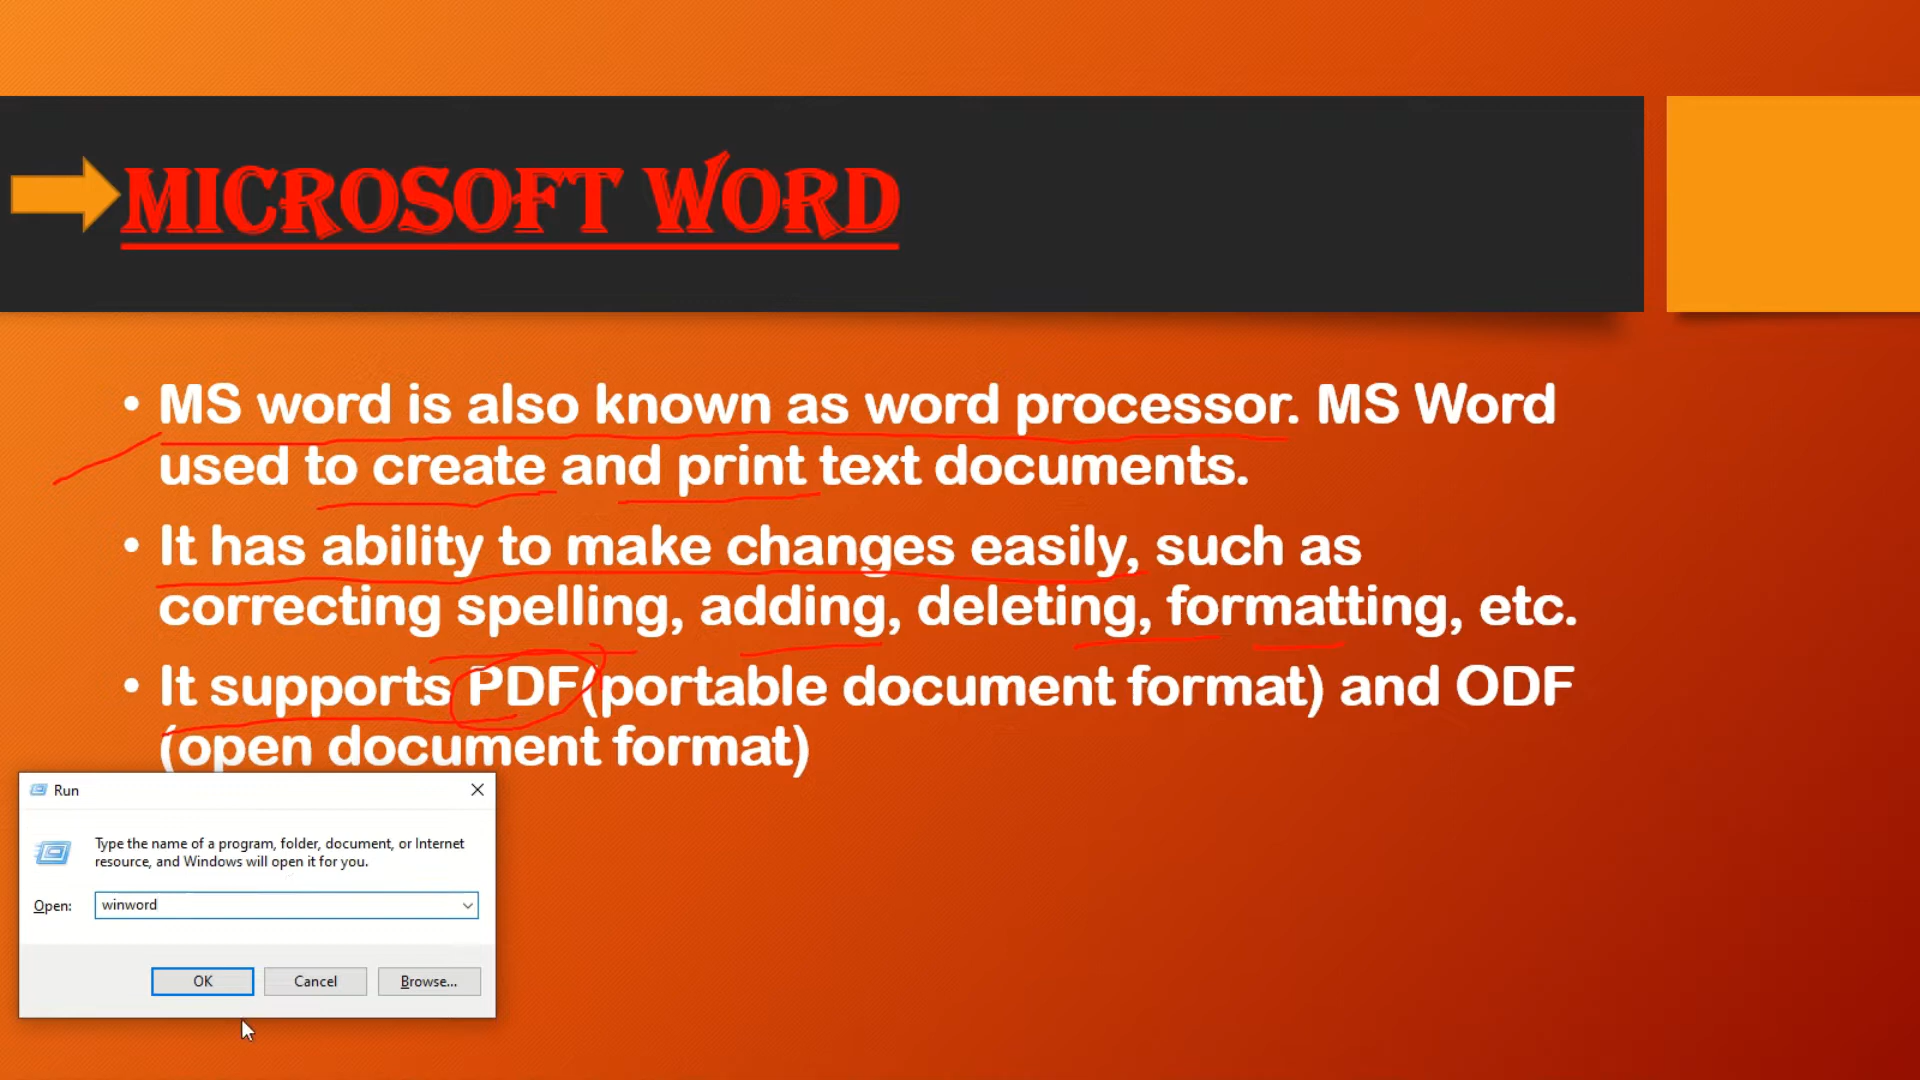 MICROSOFT WORD
• MS word is also known as word processor. MS Word
used to create and print text documents.
• It has ability to make changes easily, such as
correcting spelling, adding, deleting, formatting, etc.
• It supports PDF(portable document format) and ODF
(open document format)
Run
Type the name of a program, folder, document, or Internet
resource, and Windows will open it for you.
Open: winword
OK Cancel Browse...